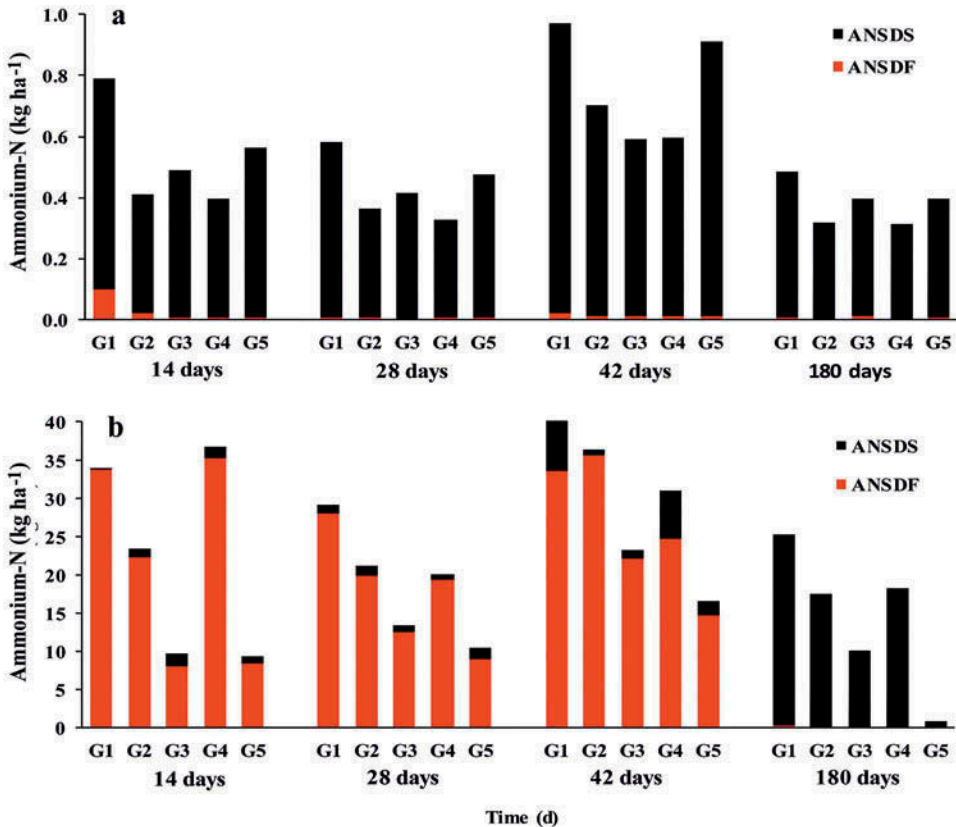 a
Ammonium-N (kg ha⁻¹)
1.0
0.8
0.6
0.4
0.2
0.0
ANSDS
ANSDF
G1 G2 G3 G4 G5 G1 G2 G3 G4 G5 G1 G2 G3 G4 G5 G1 G2 G3 G4 G5
14 days 28 days 42 days 180 days
b
Ammonium-N (kg ha⁻¹)
40
35
30
25
20
15
10
5
0
ANSDS
ANSDF
G1 G2 G3 G4 G5 G1 G2 G3 G4 G5 G1 G2 G3 G4 G5 G1 G2 G3 G4 G5
14 days 28 days 42 days 180 days
Time (d)